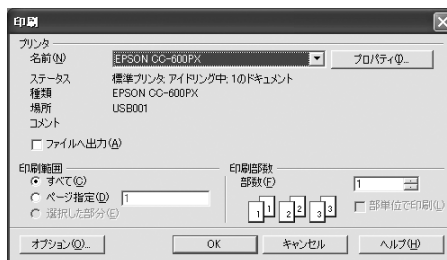 印刷
プリンタ
名前(N) EPSON CC-600PX プロパティ(I)...
ステータス 標準プリンタ; アイドリング中; 1のドキュメント
種類 EPSON CC-600PX
場所 USB001
コメント
ファイルへ出力(A)
印刷範囲
すべて(C)
ページ指定(D) 1
選択した部分(E)
印刷部数
部数(F) 1
1 1 2 2 3 3
部単位で印刷(L)
オプション(O)... OK キャンセル ヘルプ(H)